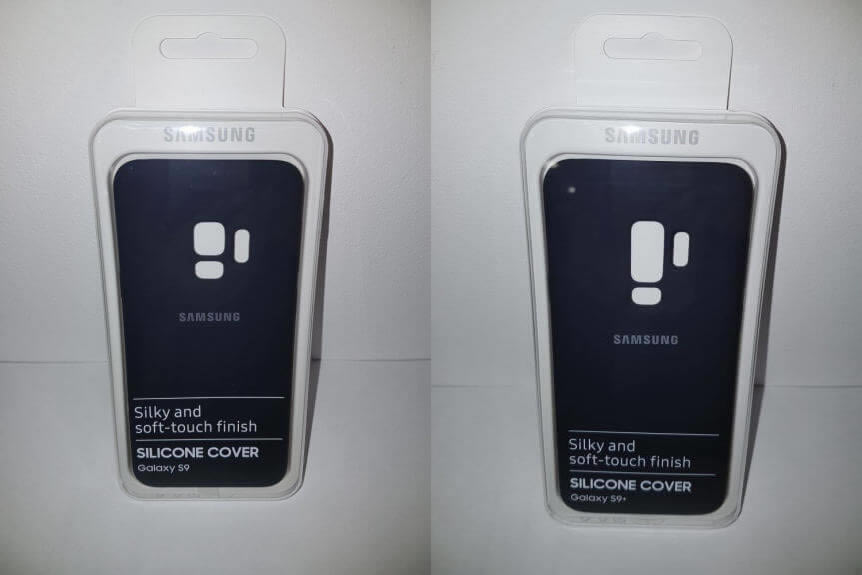 SAMSUNG
SAMSUNG
Silky and
soft-touch finish
SILICONE COVER
Galaxy S9
SAMSUNG
SAMSUNG
Silky and
soft-touch finish
SILICONE COVER
Galaxy S9+